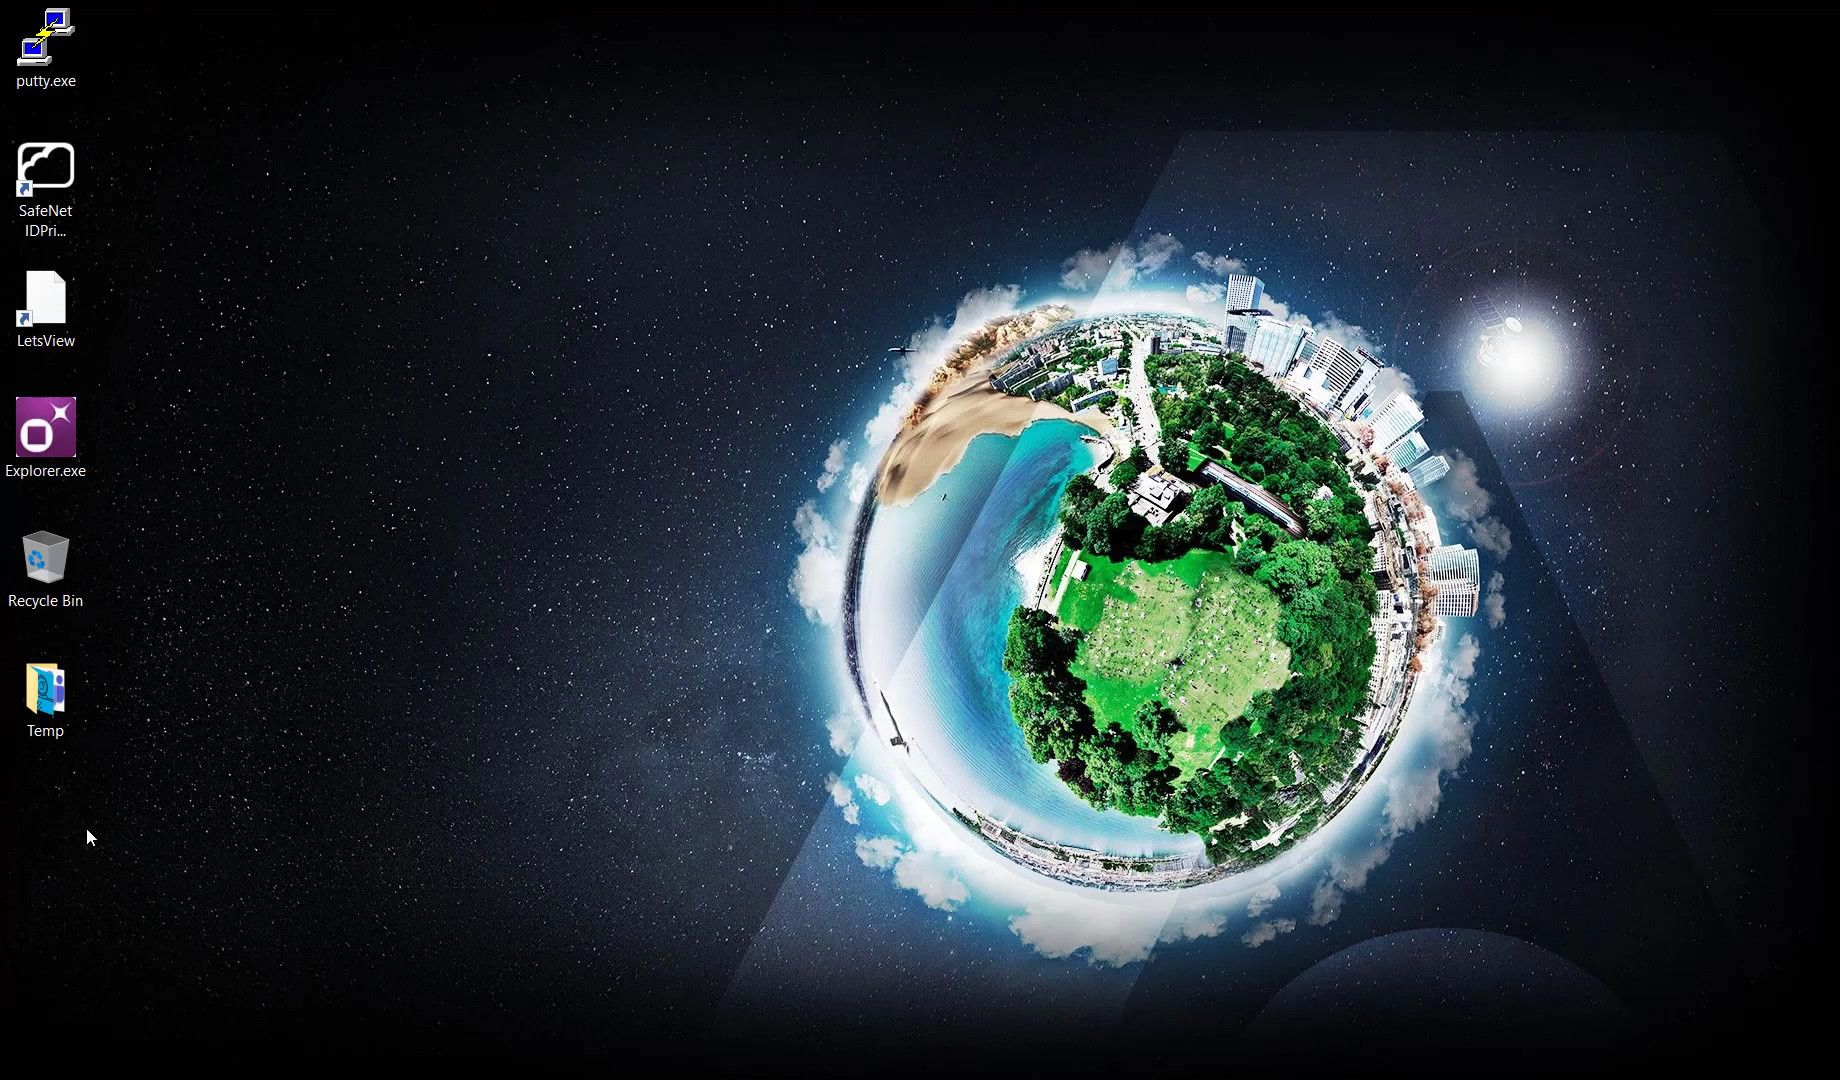 putty.exe
SafeNet
IDPri...
LetsView
Explorer.exe
Recycle Bin
Temp